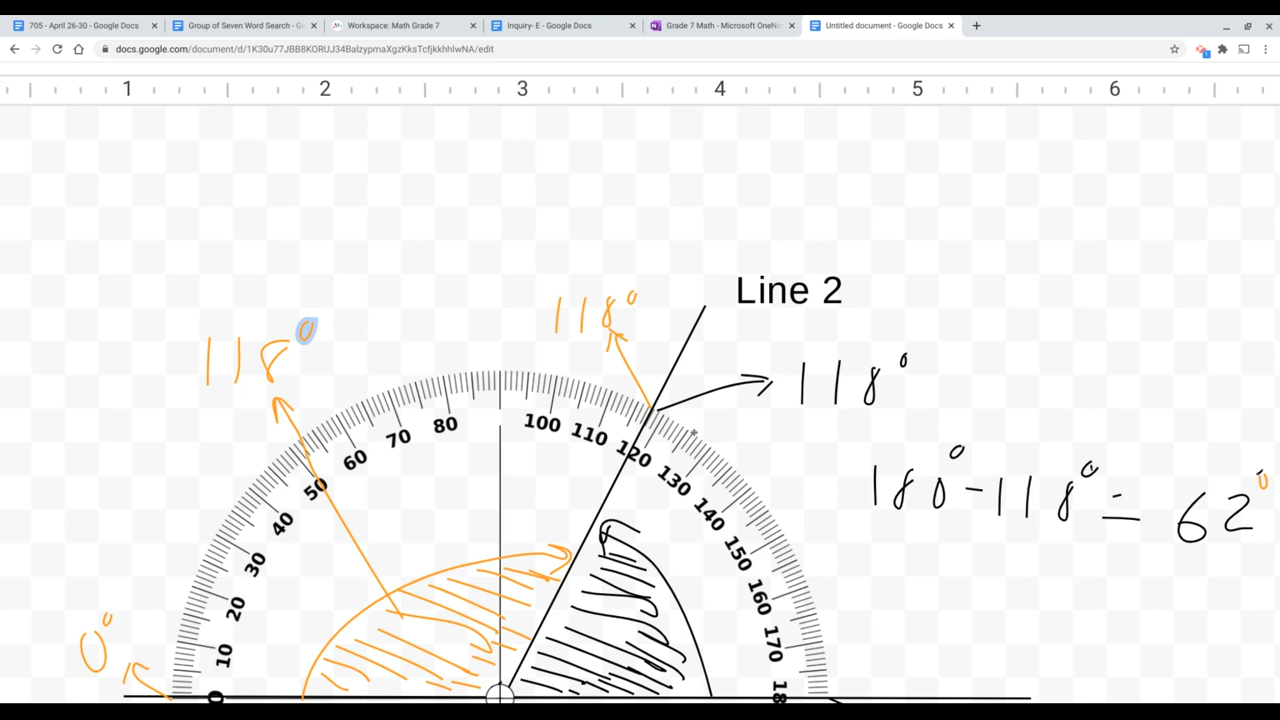 705 - April 26-30 - Google Docs
Group of Seven Word Search - Go
Workspace: Math Grade 7
Inquiry- E - Google Docs
Grade 7 Math - Microsoft OneNo
Untitled document - Google Docs
docs.google.com/document/d/1K30u77JBB8KORUJ34BalzypmaXgzKksTcfjkkhhlwNA/edit
1 2 3 4 5 6
Line 2
118°
118°
118°
180° - 118° = 62°
0°
0 10 20 30 40 50 60 70 80 100 110 120 130 140 150 160 170 18